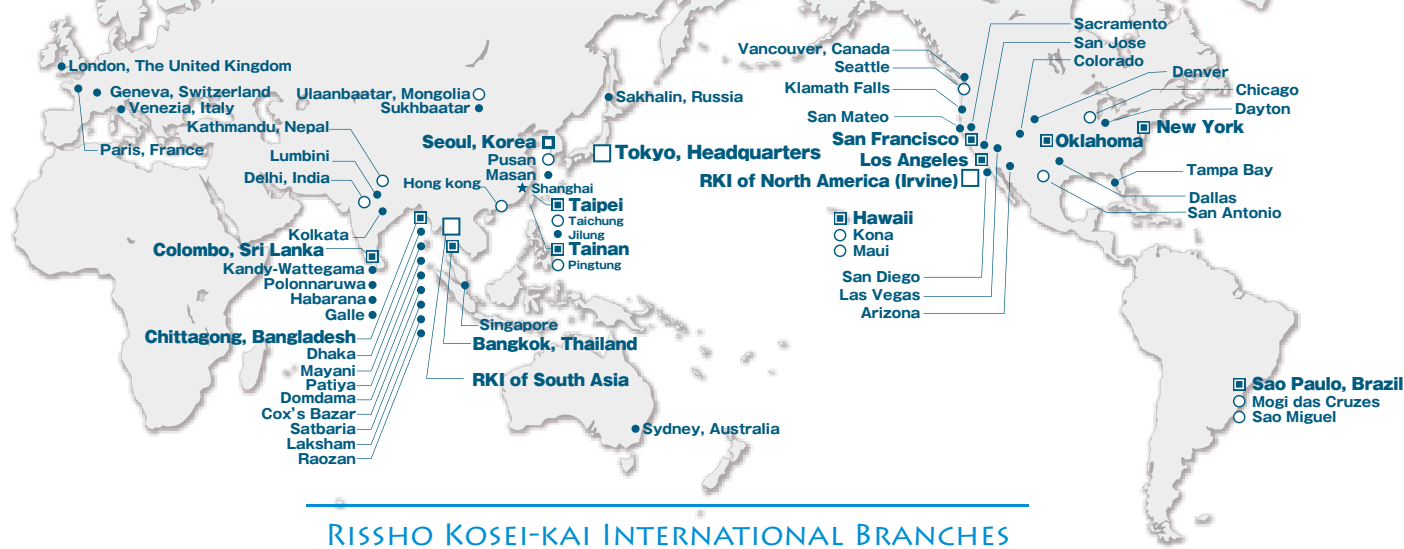 London, The United Kingdom
Geneva, Switzerland
Venezia, Italy
Paris, France
Ulaanbaatar, Mongolia
Sukhbaatar
Kathmandu, Nepal
Lumbini
Delhi, India
Kolkata
Colombo, Sri Lanka
Kandy-Wattegama
Polonnaruwa
Habarana
Galle
Chittagong, Bangladesh
Dhaka
Mayani
Patiya
Domdama
Cox's Bazar
Satbaria
Laksham
Raozan
Sakhalin, Russia
Seoul, Korea
Pusan
Masan
Tokyo, Headquarters
Hong kong
Shanghai
Taipei
Taichung
Jilung
Tainan
Pingtung
Singapore
Bangkok, Thailand
RKI of South Asia
Sydney, Australia
Vancouver, Canada
Seattle
Klamath Falls
San Mateo
San Francisco
Los Angeles
RKI of North America (Irvine)
Hawaii
Kona
Maui
San Diego
Las Vegas
Arizona
Sacramento
San Jose
Colorado
Denver
Chicago
Dayton
New York
Oklahoma
Tampa Bay
Dallas
San Antonio
Sao Paulo, Brazil
Mogi das Cruzes
Sao Miguel
Rissho Kosei-kai International Branches